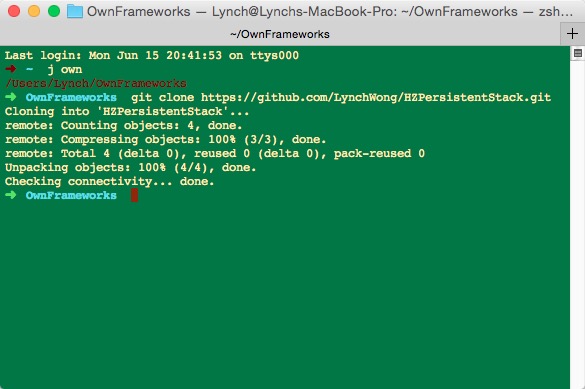 OwnFrameworks — Lynch@Lynchs-MacBook-Pro: ~/OwnFrameworks — zsh...
~/OwnFrameworks
+
Last login: Mon Jun 15 20:41:53 on ttys000
➜ ~ j own
/Users/Lynch/OwnFrameworks
➜ OwnFrameworks git clone https://github.com/LynchWong/HZPersistentStack.git
Cloning into 'HZPersistentStack'...
remote: Counting objects: 4, done.
remote: Compressing objects: 100% (3/3), done.
remote: Total 4 (delta 0), reused 0 (delta 0), pack-reused 0
Unpacking objects: 100% (4/4), done.
Checking connectivity... done.
➜ OwnFrameworks